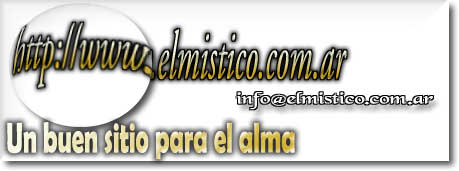 http://www.elmistico.com.ar
info@elmistico.com.ar
Un buen sitio para el alma